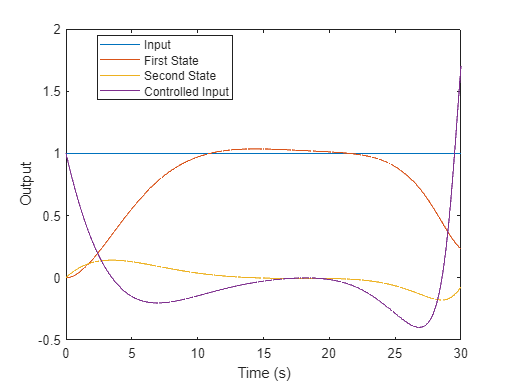 2
1.5
1
0.5
0
-0.5
Output
Input
First State
Second State
Controlled Input
0 5 10 15 20 25 30
Time (s)